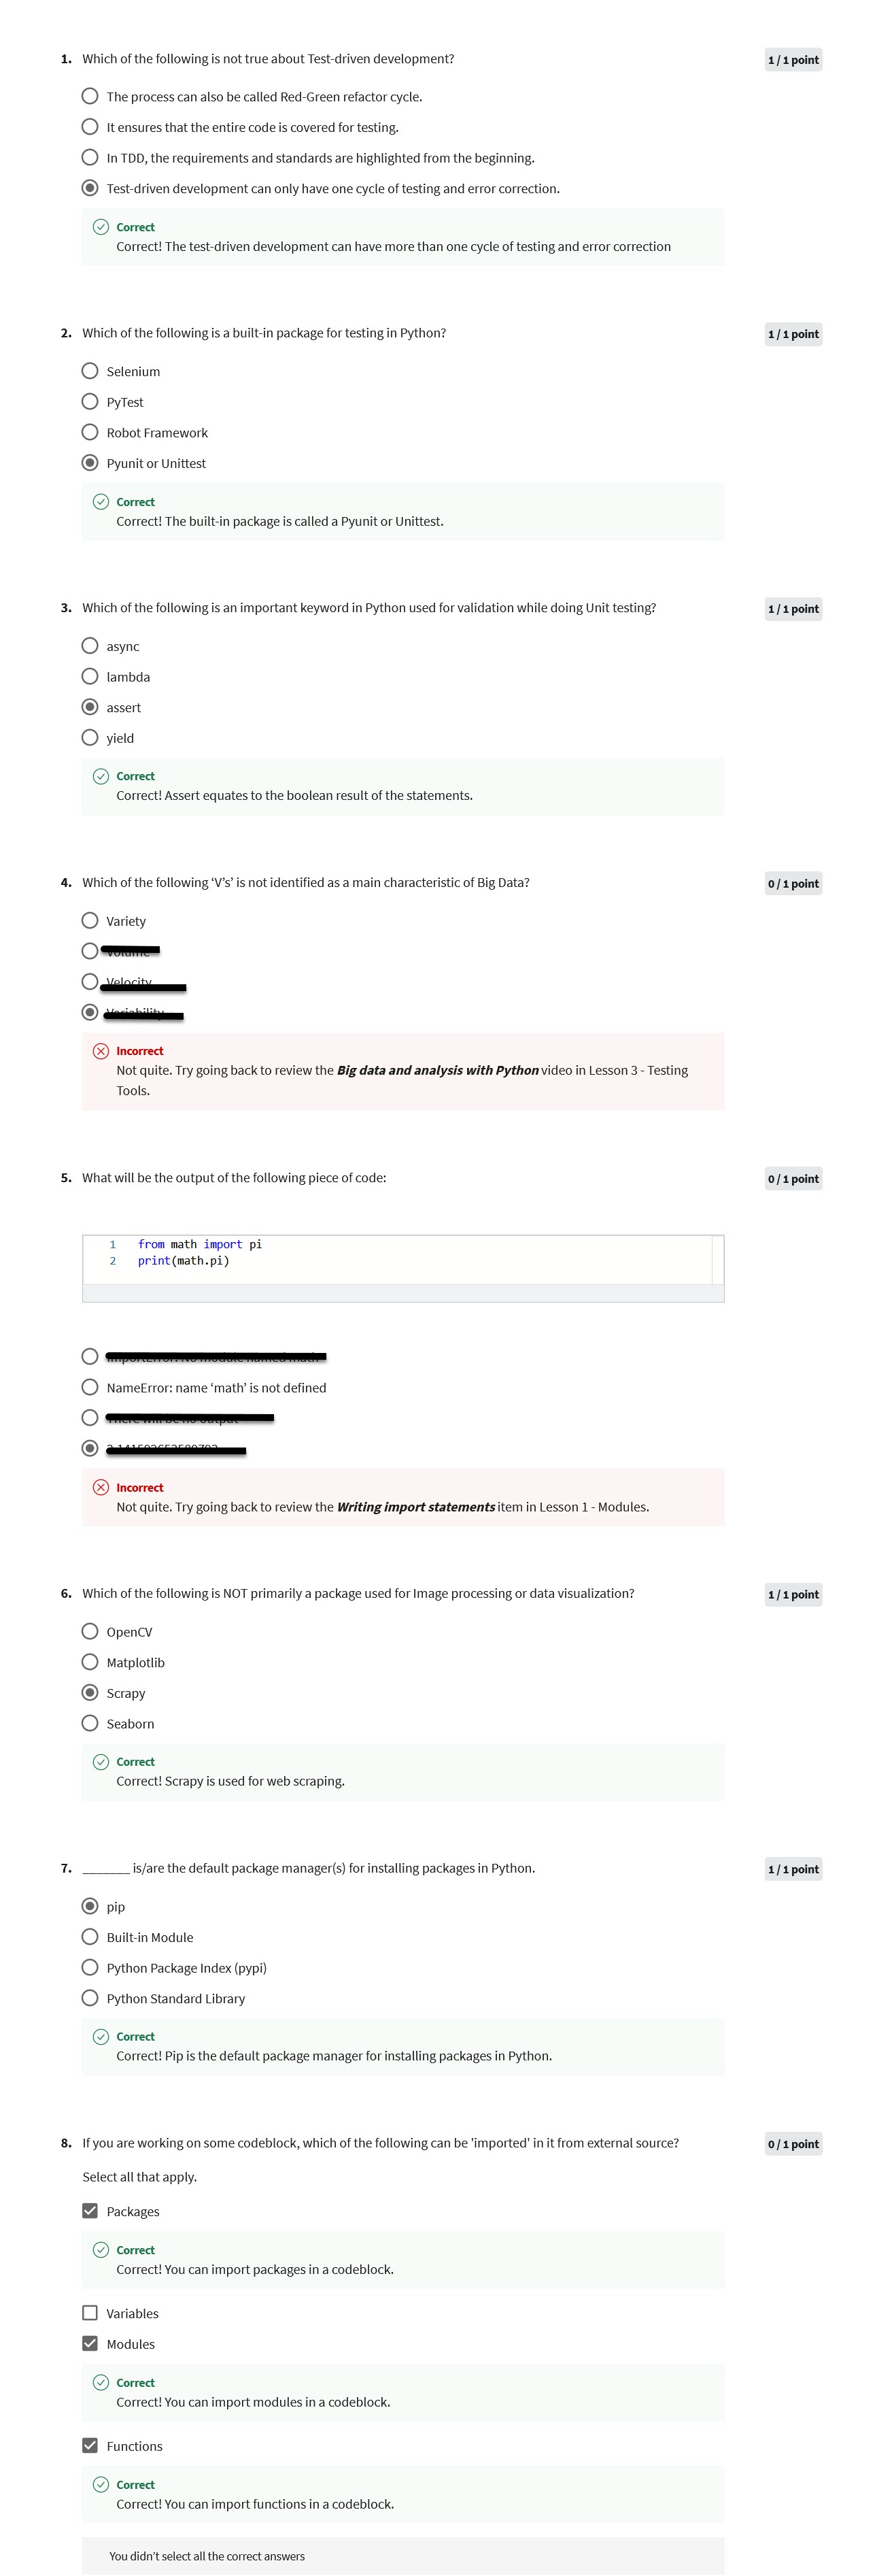 1. Which of the following is not true about Test-driven development?
1 / 1 point
The process can also be called Red-Green refactor cycle.
It ensures that the entire code is covered for testing.
In TDD, the requirements and standards are highlighted from the beginning.
Test-driven development can only have one cycle of testing and error correction.
Correct
Correct! The test-driven development can have more than one cycle of testing and error correction
2. Which of the following is a built-in package for testing in Python?
1 / 1 point
Selenium
PyTest
Robot Framework
Pyunit or Unittest
Correct
Correct! The built-in package is called a Pyunit or Unittest.
3. Which of the following is an important keyword in Python used for validation while doing Unit testing?
1 / 1 point
async
lambda
assert
yield
Correct
Correct! Assert equates to the boolean result of the statements.
4. Which of the following ‘V’s’ is not identified as a main characteristic of Big Data?
0 / 1 point
Variety
Volume
Velocity
Variability
Incorrect
Not quite. Try going back to review the Big data and analysis with Python video in Lesson 3 - Testing
Tools.
5. What will be the output of the following piece of code:
0 / 1 point
1 from math import pi
2 print(math.pi)
ImportError: No module named math
NameError: name ‘math’ is not defined
There will be no output
3.141592653589793
Incorrect
Not quite. Try going back to review the Writing import statements item in Lesson 1 - Modules.
6. Which of the following is NOT primarily a package used for Image processing or data visualization?
1 / 1 point
OpenCV
Matplotlib
Scrapy
Seaborn
Correct
Correct! Scrapy is used for web scraping.
7. _______ is/are the default package manager(s) for installing packages in Python.
1 / 1 point
pip
Built-in Module
Python Package Index (pypi)
Python Standard Library
Correct
Correct! Pip is the default package manager for installing packages in Python.
8. If you are working on some codeblock, which of the following can be 'imported' in it from external source?
0 / 1 point
Select all that apply.
Packages
Correct
Correct! You can import packages in a codeblock.
Variables
Modules
Correct
Correct! You can import modules in a codeblock.
Functions
Correct
Correct! You can import functions in a codeblock.
You didn’t select all the correct answers